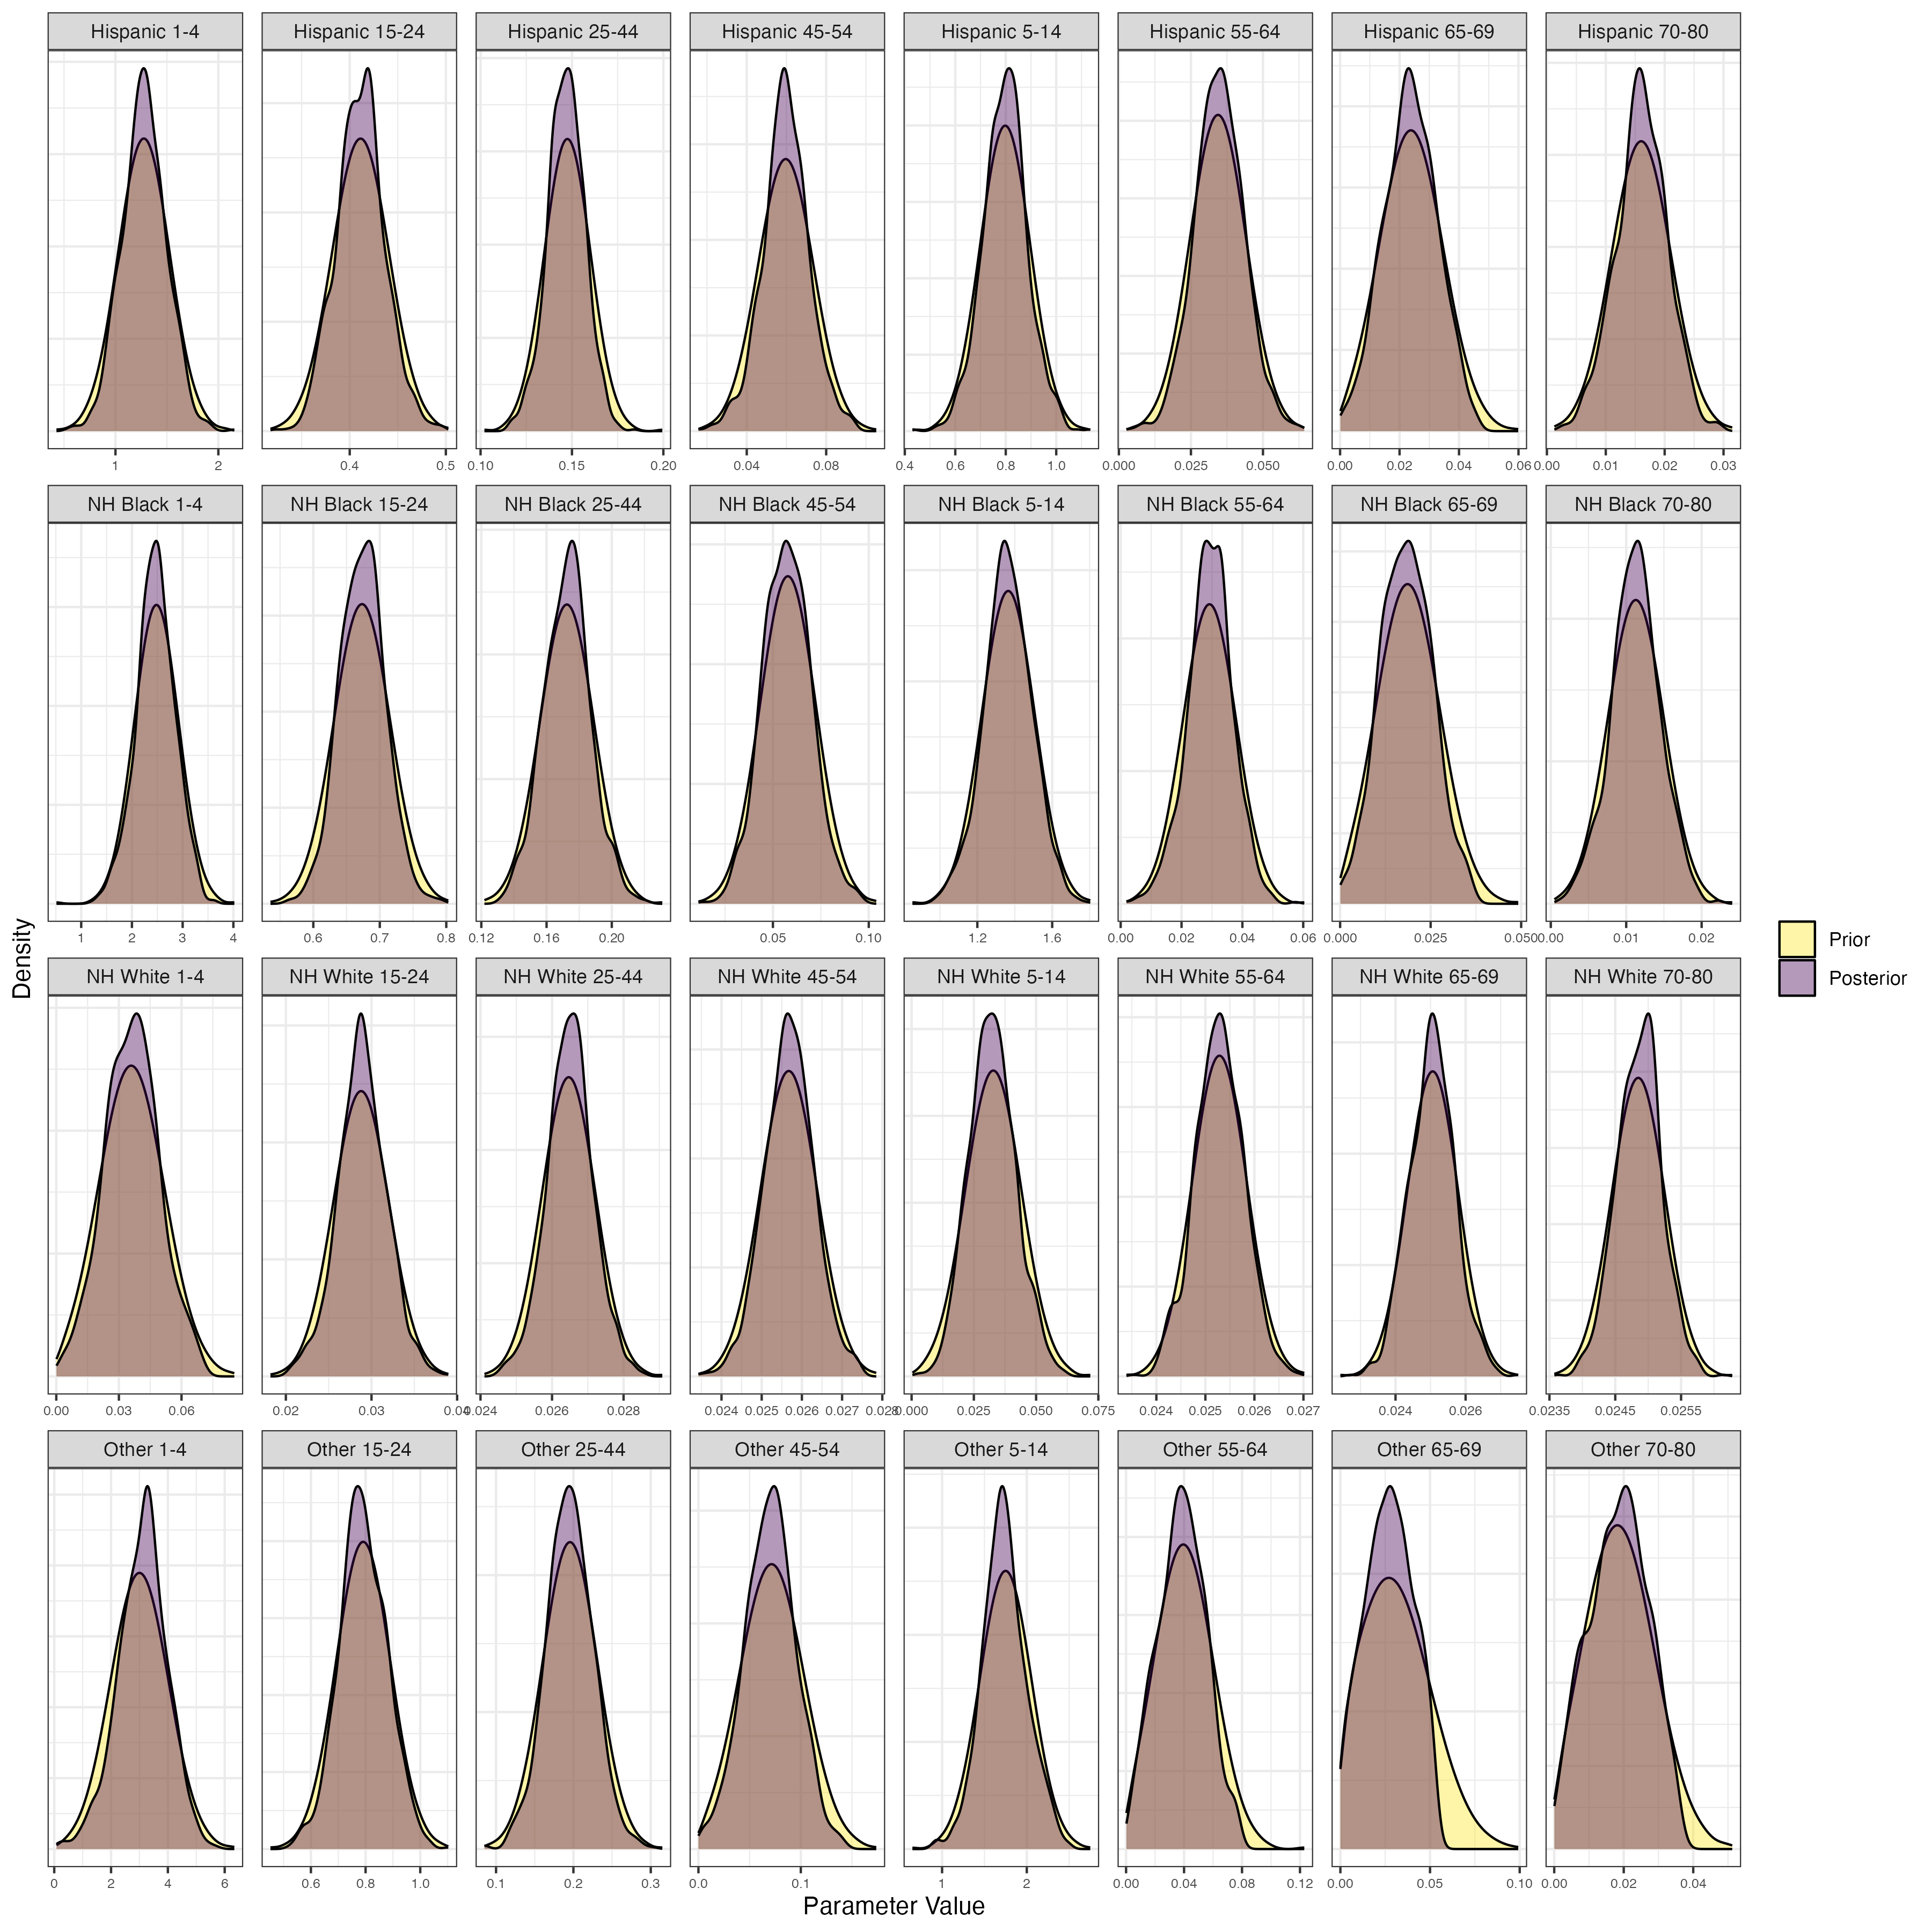 Hispanic 1-4 Hispanic 15-24 Hispanic 25-44 Hispanic 45-54 Hispanic 5-14 Hispanic 55-64 Hispanic 65-69 Hispanic 70-80
1 2 0.4 0.5 0.10 0.15 0.20 0.04 0.08 0.4 0.6 0.8 1.0 0.000 0.025 0.050 0.00 0.02 0.04 0.06 0.00 0.01 0.02 0.03
NH Black 1-4 NH Black 15-24 NH Black 25-44 NH Black 45-54 NH Black 5-14 NH Black 55-64 NH Black 65-69 NH Black 70-80
1 2 3 4 0.6 0.7 0.8 0.12 0.16 0.20 0.05 0.10 1.2 1.6 0.00 0.02 0.04 0.06 0.000 0.025 0.050 0.00 0.01 0.02
Density
Prior
Posterior
NH White 1-4 NH White 15-24 NH White 25-44 NH White 45-54 NH White 5-14 NH White 55-64 NH White 65-69 NH White 70-80
0.00 0.03 0.06 0.02 0.03 0.04 0.024 0.026 0.028 0.024 0.025 0.026 0.027 0.028 0.000 0.025 0.050 0.075 0.024 0.025 0.026 0.027 0.024 0.026 0.0235 0.0245 0.0255
Other 1-4 Other 15-24 Other 25-44 Other 45-54 Other 5-14 Other 55-64 Other 65-69 Other 70-80
0 2 4 6 0.6 0.8 1.0 0.1 0.2 0.3 0.0 0.1 1 2 0.00 0.04 0.08 0.12 0.00 0.05 0.10 0.00 0.02 0.04
Parameter Value